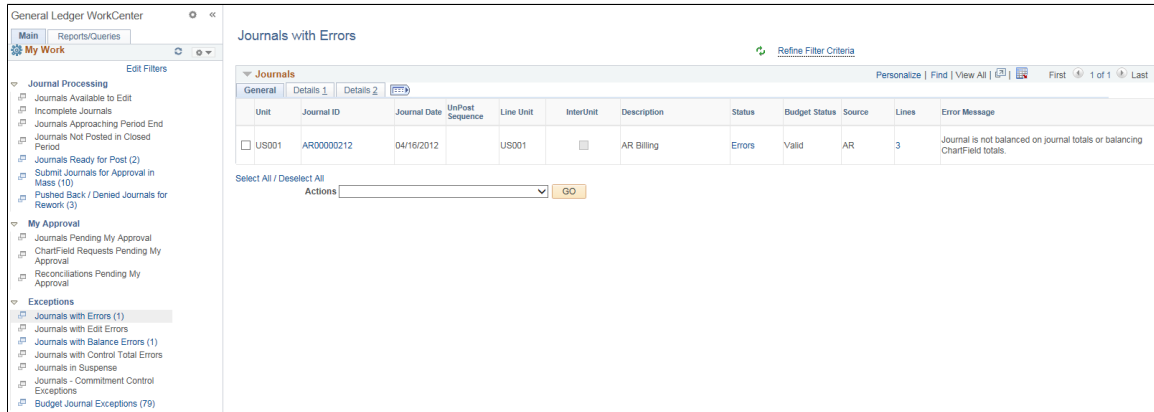 General Ledger WorkCenter
«
Main
Reports/Queries
My Work
Edit Filters
Journal Processing
Journals Available to Edit
Incomplete Journals
Journals Approaching Period End
Journals Not Posted in Closed
Period
Journals Ready for Post (2)
Submit Journals for Approval in
Mass (10)
Pushed Back / Denied Journals for
Rework (3)
My Approval
Journals Pending My Approval
ChartField Requests Pending My
Approval
Reconciliations Pending My
Approval
Exceptions
Journals with Errors (1)
Journals with Edit Errors
Journals with Balance Errors (1)
Journals with Control Total Errors
Journals in Suspense
Journals - Commitment Control
Exceptions
Budget Journal Exceptions (79)
Journals with Errors
Refine Filter Criteria
Journals
Personalize | Find | View All | | First 1 of 1 Last
General Details 1 Details 2
Unit Journal ID Journal Date UnPost Sequence Line Unit InterUnit Description Status Budget Status Source Lines Error Message
US001 AR00000212 04/16/2012 US001 AR Billing Errors Valid AR 3 Journal is not balanced on journal totals or balancing
ChartField totals.
Select All / Deselect All
Actions GO